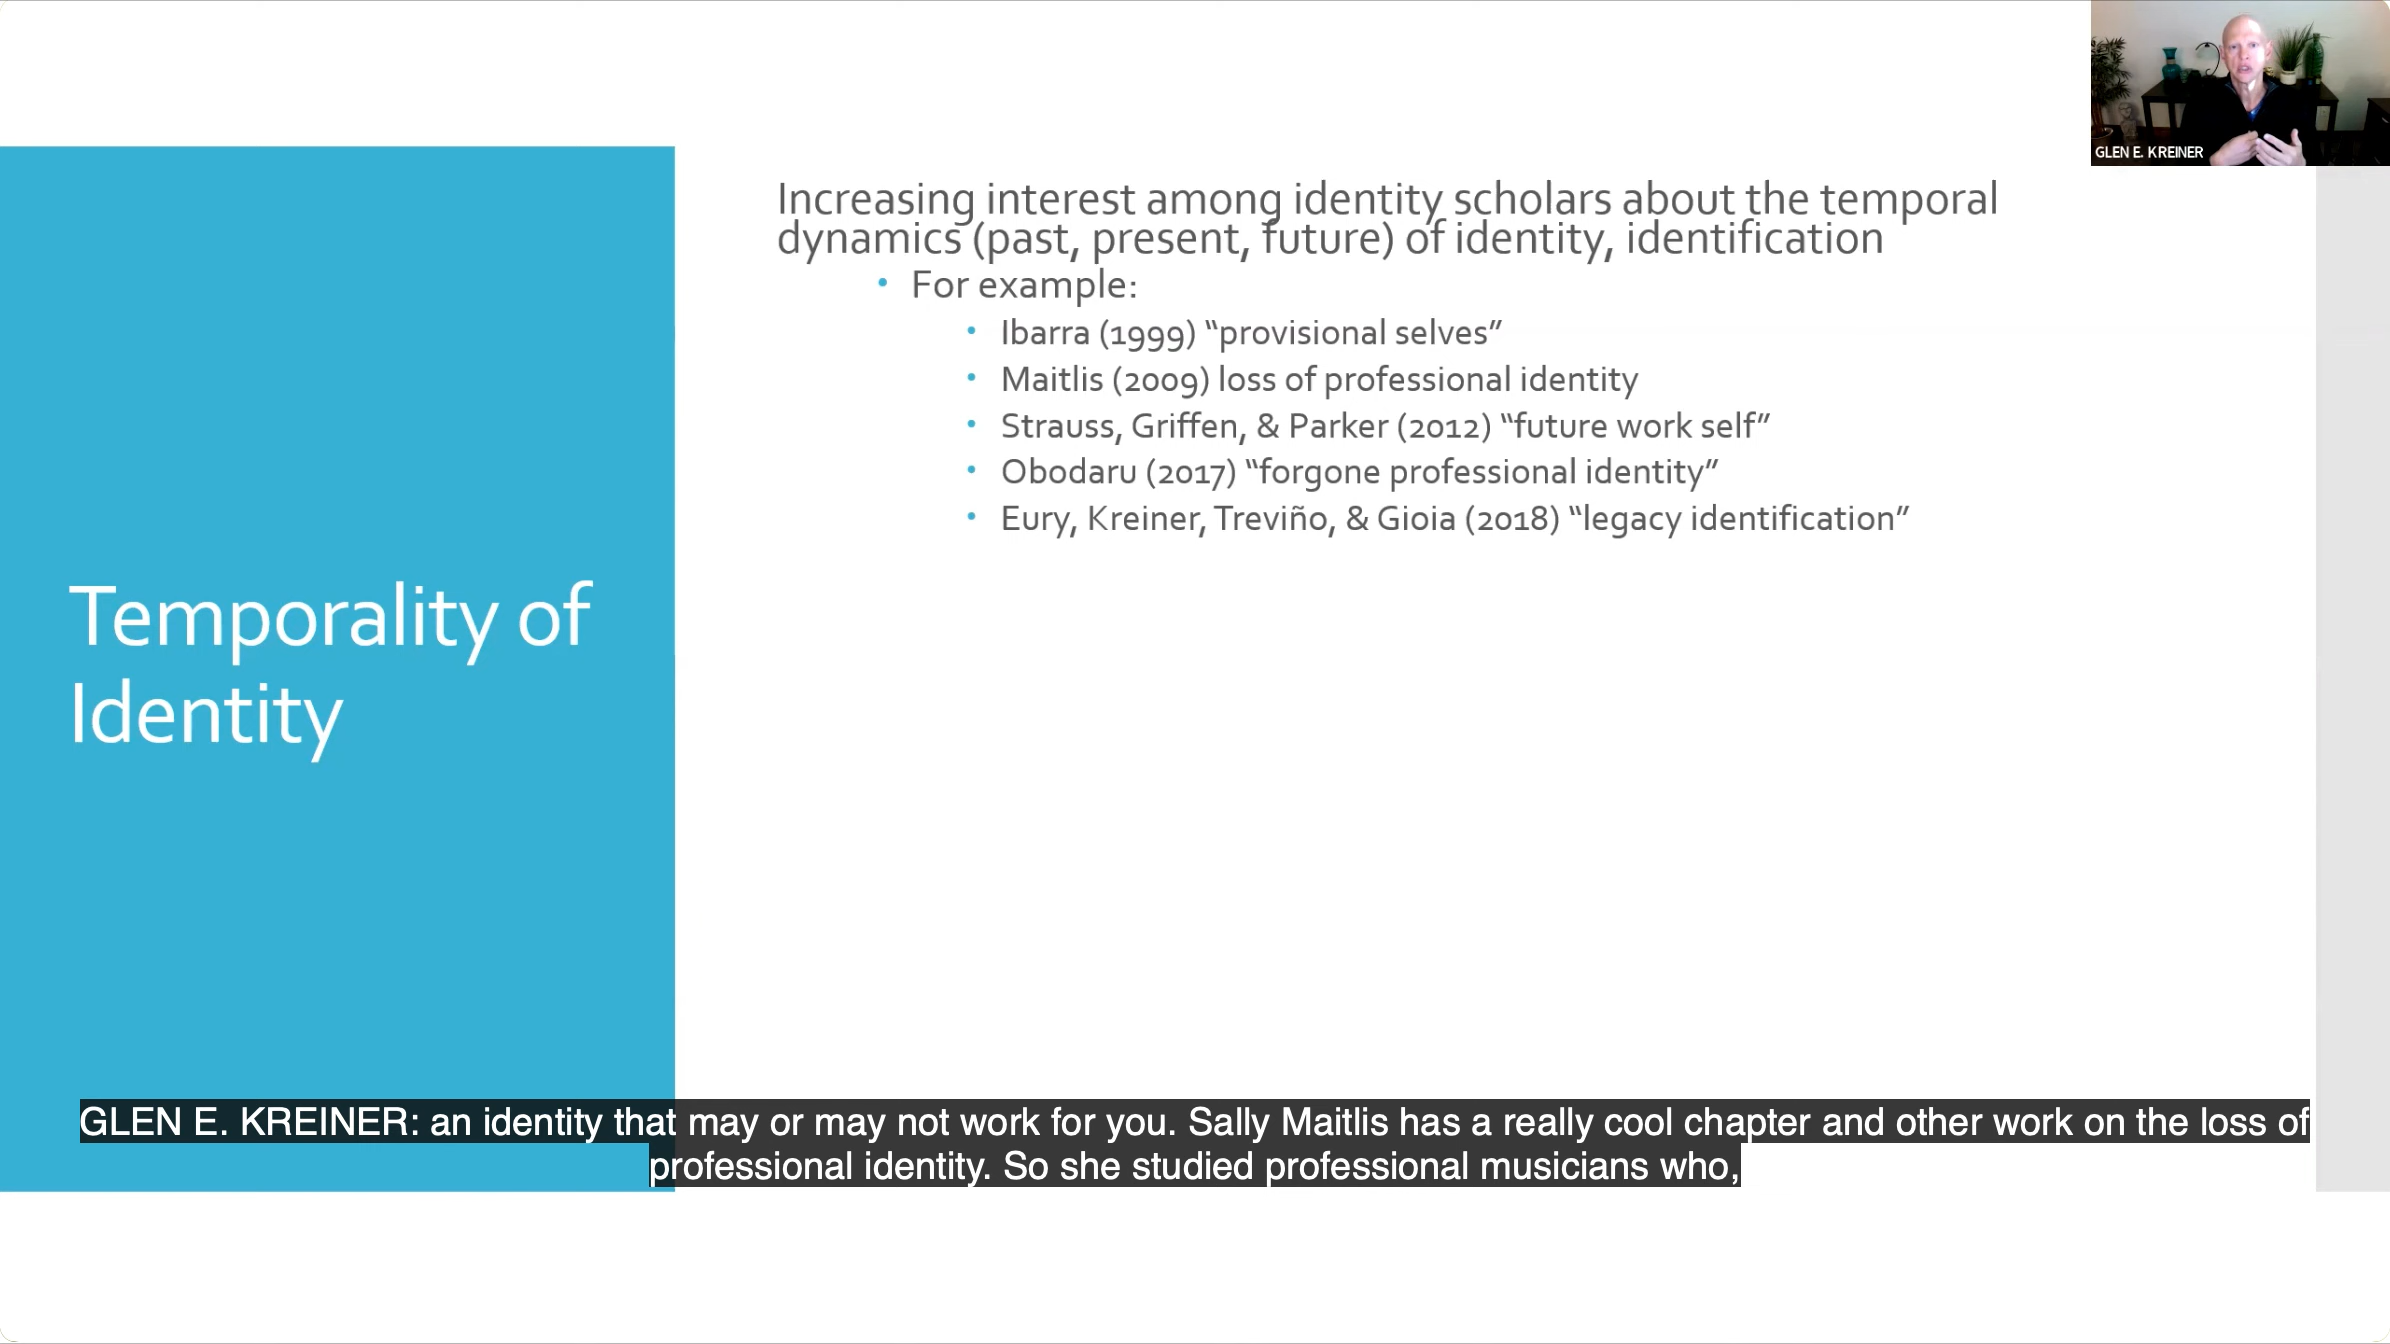 GLEN E. KREINER
Increasing interest among identity scholars about the temporal
dynamics (past, present, future) of identity, identification
• For example:
• Ibarra (1999) “provisional selves”
• Maitlis (2009) loss of professional identity
• Strauss, Griffen, & Parker (2012) “future work self”
• Obodaru (2017) “forgone professional identity”
• Eury, Kreiner, Treviño, & Gioia (2018) “legacy identification”
Temporality of
Identity
GLEN E. KREINER: an identity that may or may not work for you. Sally Maitlis has a really cool chapter and other work on the loss of
professional identity. So she studied professional musicians who,